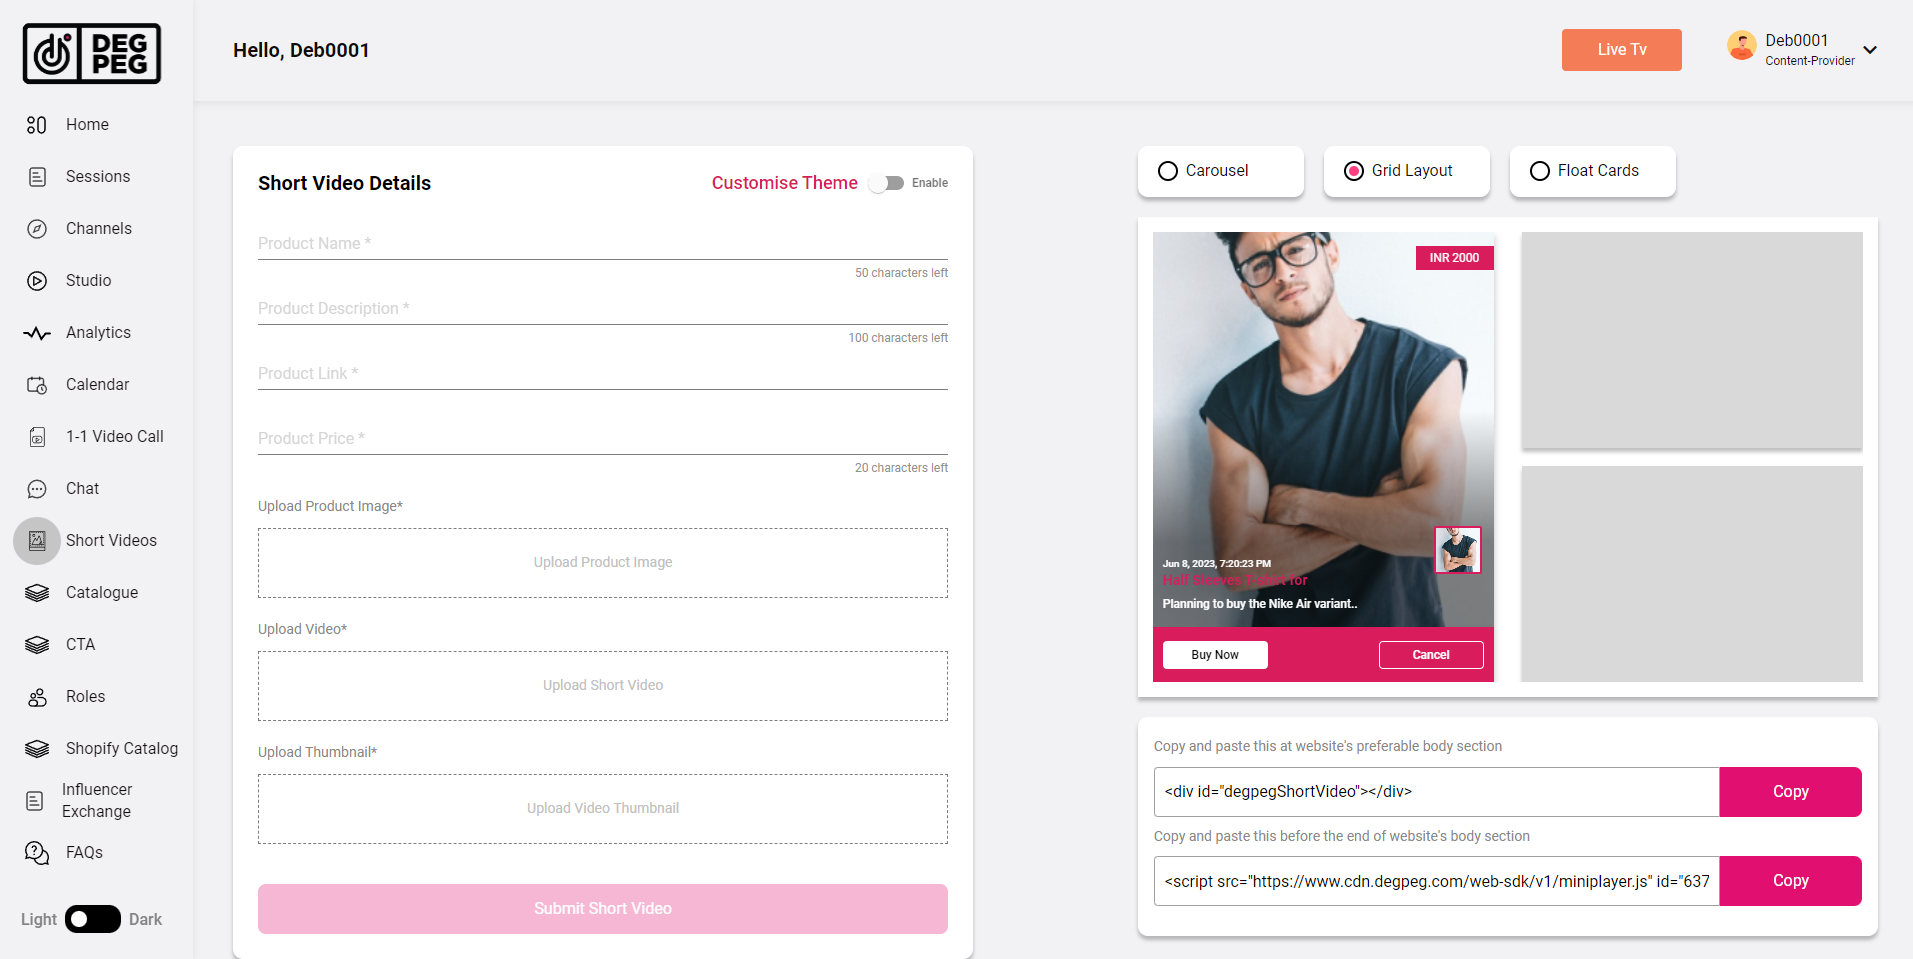 DEG
PEG
Hello, Deb0001
Live Tv
Deb0001
Content-Provider
Home
Sessions
Channels
Studio
Analytics
Calendar
1-1 Video Call
Chat
Short Videos
Catalogue
CTA
Roles
Shopify Catalog
Influencer
Exchange
FAQs
Light
Dark
Short Video Details
Customise Theme
Enable
Product Name *
50 characters left
Product Description *
100 characters left
Product Link *
Product Price *
20 characters left
Upload Product Image*
Upload Product Image
Upload Video*
Upload Short Video
Upload Thumbnail*
Upload Video Thumbnail
Submit Short Video
Carousel
Grid Layout
Float Cards
INR 2000
Jun 8, 2023, 7:20:23 PM
Half Sleeves T-shirt for
Planning to buy the Nike Air variant..
Buy Now
Cancel
Copy and paste this at website's preferable body section
<div id="degpegShortVideo"></div>
Copy
Copy and paste this before the end of website's body section
<script src="https://www.cdn.degpeg.com/web-sdk/v1/miniplayer.js" id="637
Copy